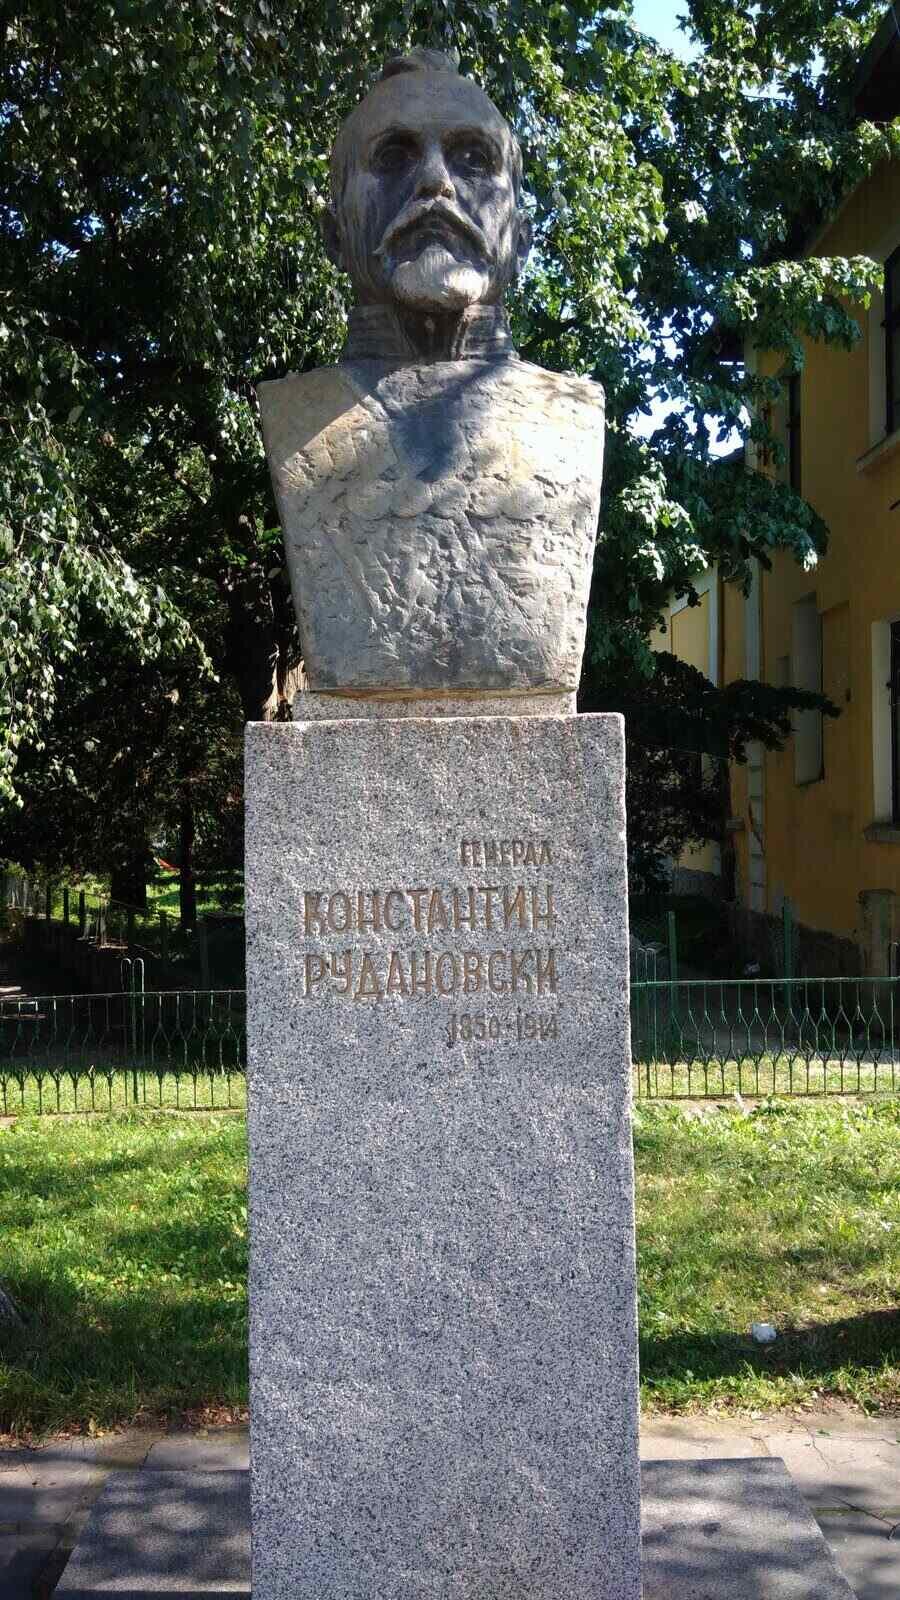 ГЕНЕРАЛ
КОНСТАНТИН
РУДАНОВСКИ
1850-1914